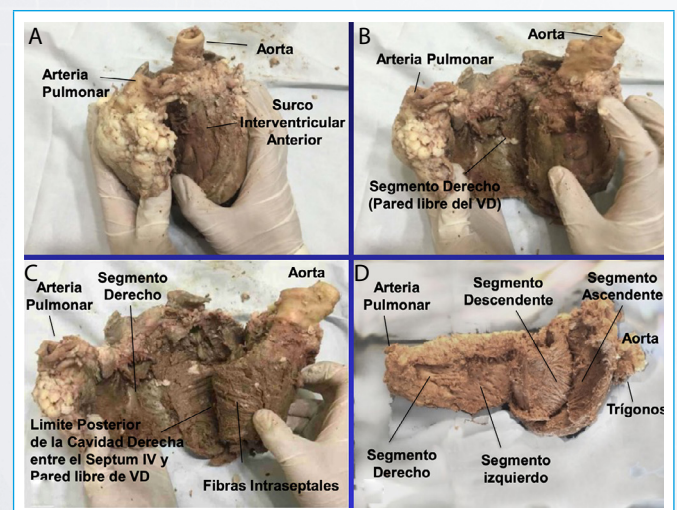 A
Aorta
Arteria
Pulmonar
Surco
Interventricular
Anterior
B
Aorta
Arteria Pulmonar
Segmento Derecho
(Pared libre del VD)
C
Segmento
Derecho
Arteria
Pulmonar
Aorta
Limite Posterior
de la Cavidad Derecha
entre el Septum IV y
Pared libre de VD
Fibras Intraseptales
D
Arteria
Pulmonar
Segmento
Descendente
Segmento
Ascendente
Aorta
Trígonos
Segmento
Derecho
Segmento
izquierdo